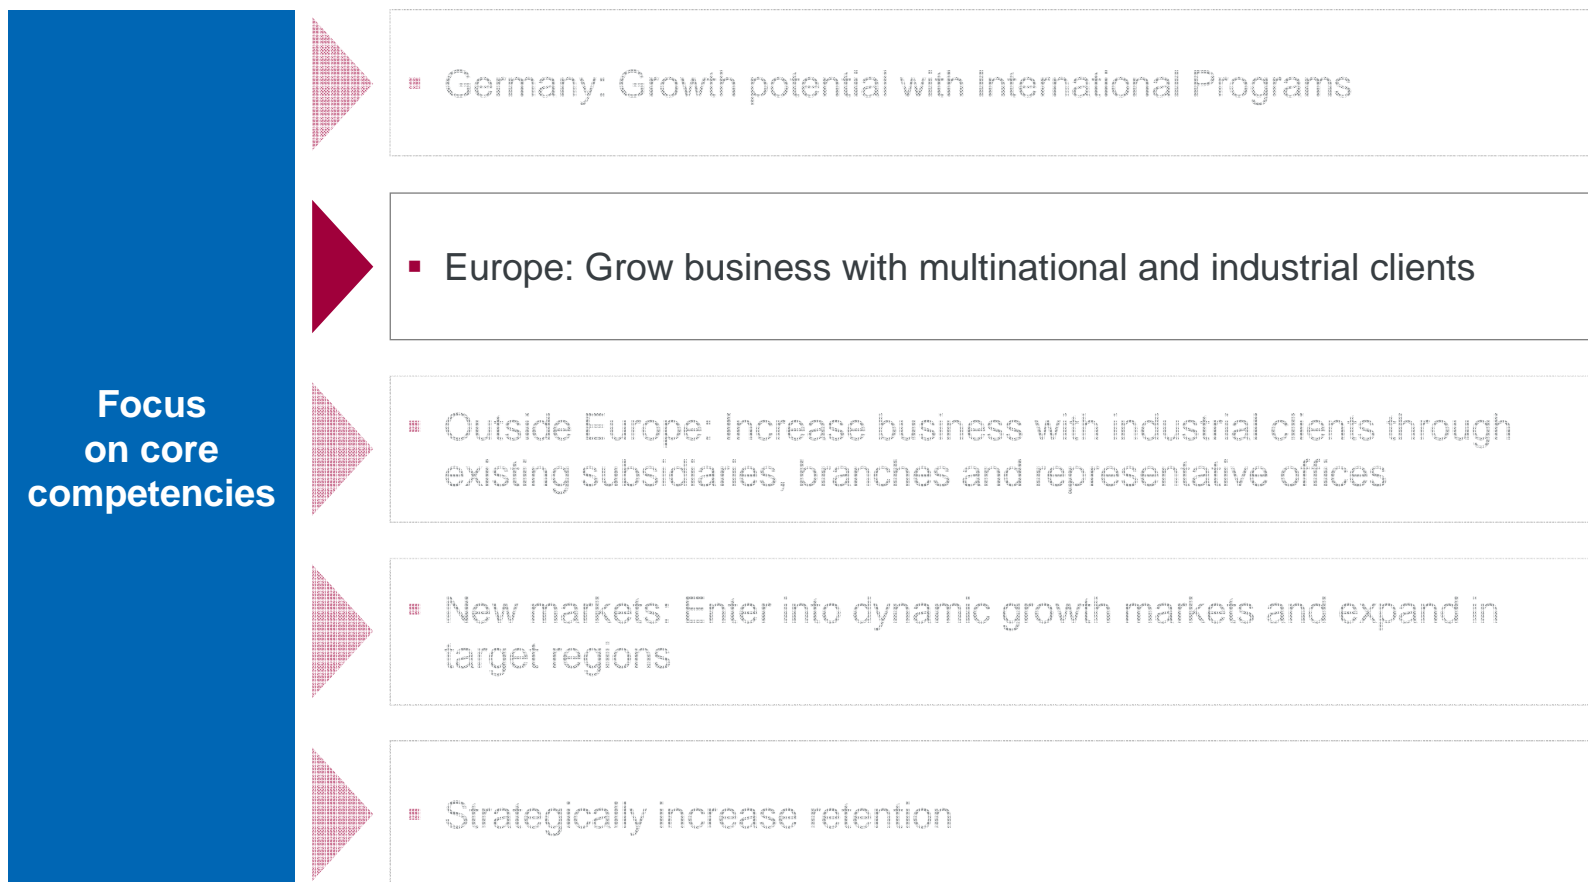 Focus
on core
competencies
▪ Germany: Growth potential with International Programs
▪ Europe: Grow business with multinational and industrial clients
▪ Outside Europe: Increase business with industrial clients through
existing subsidiaries, branches and representative offices
▪ New markets: Enter into dynamic growth markets and expand in
target regions
▪ Strategically increase retention